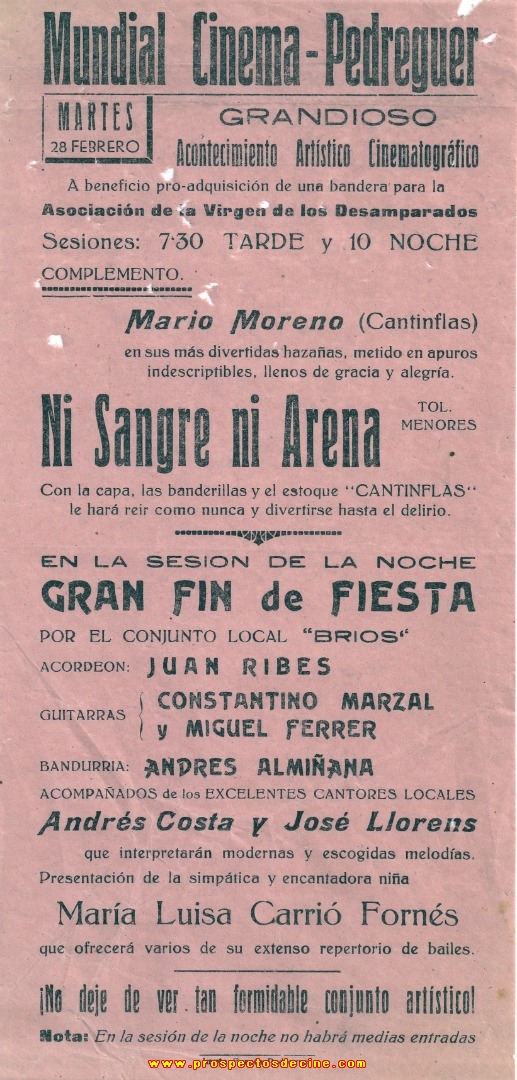 Mundial Cinema-Pedreguer
MARTES
28 FEBRERO
GRANDIOSO
Acontecimiento Artístico Cinematográfico
A beneficio pro-adquisición de una bandera para la
Asociación de la Virgen de los Desamparados
Sesiones: 7·30 TARDE y 10 NOCHE
COMPLEMENTO.
Mario Moreno (Cantinflas)
en sus más divertidas hazañas, metido en apuros
indescriptibles, llenos de gracia y alegría.
Ni Sangre ni Arena
TOL.
MENORES
Con la capa, las banderillas y el estoque "CANTINFLAS"
le hará reir como nunca y divertirse hasta el delirio.
EN LA SESION DE LA NOCHE
GRAN FIN de FIESTA
POR EL CONJUNTO LOCAL "BRIOS"
ACORDEON: JUAN RIBES
GUITARRAS { CONSTANTINO MARZAL
y MIGUEL FERRER
BANDURRIA: ANDRES ALMIÑANA
ACOMPAÑADOS de los EXCELENTES CANTORES LOCALES
Andrés Costa y José Llorens
que interpretarán modernas y escogidas melodías.
Presentación de la simpática y encantadora niña
María Luisa Carrió Fornés
que ofrecerá varios de su extenso repertorio de bailes.
¡No deje de ver tan formidable conjunto artístico!
Nota: En la sesión de la noche no habrá medias entradas
www.prospectosdecine.com